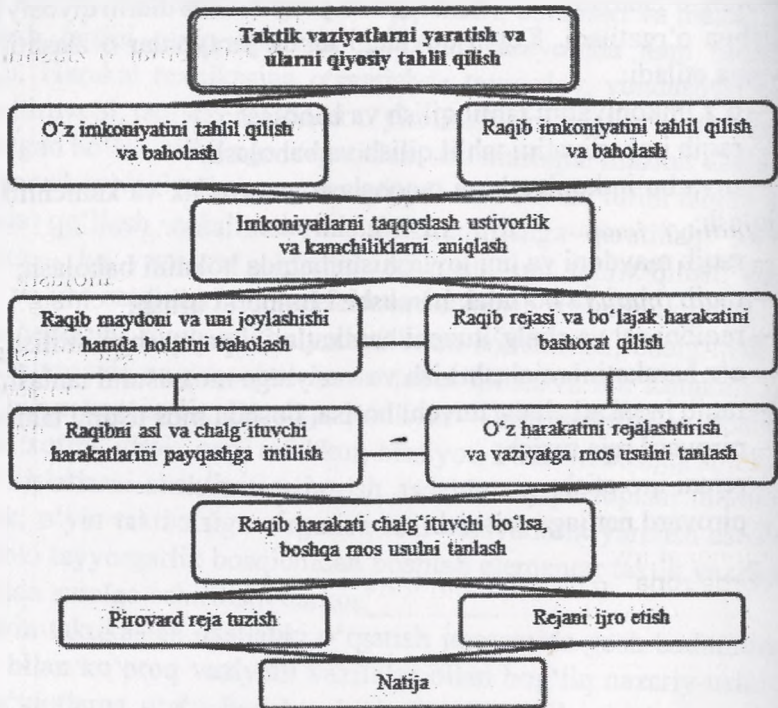 Taktik vaziyatlarni yaratish va
ularni qiyosiy tahlil qilish
O‘z imkoniyatini tahlil qilish
va baholash
Raqib imkoniyatini tahlil qilish
va baholash
Imkoniyatlarni taqqoslash ustivorlik
va kamchiliklarni aniqlash
Raqib maydoni va uni joylashishi
hamda holatini baholash
Raqib rejasi va bo‘lajak harakatini
bashorat qilish
Raqibni asl va chalg‘ituvchi
harakatlarini payqashga intilish
O‘z harakatini rejalashtirish
va vaziyatga mos usulni tanlash
Raqib harakati chalg‘ituvchi bo‘lsa,
boshqa mos usulni tanlash
Pirovard reja tuzish
Rejani ijro etish
Natija